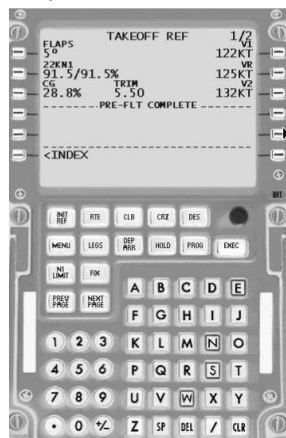 TAKEOFF REF 1/2
FLAPS V1
5° 122KT
22KN1 VR
91.5/91.5% 125KT
CG TRIM V2
28.8% 5.50 132KT
-------- PRE-FLT COMPLETE --------
<INDEX
INIT REF RTE CLB CRZ DES
MENU LEGS DEP ARR HOLD PROG EXEC
N1 LIMIT FIX
PREV PAGE NEXT PAGE
A B C D E
F G H I J
1 2 3 K L M N O
4 5 6 P Q R S T
7 8 9 U V W X Y
. 0 +/- Z SP DEL / CLR